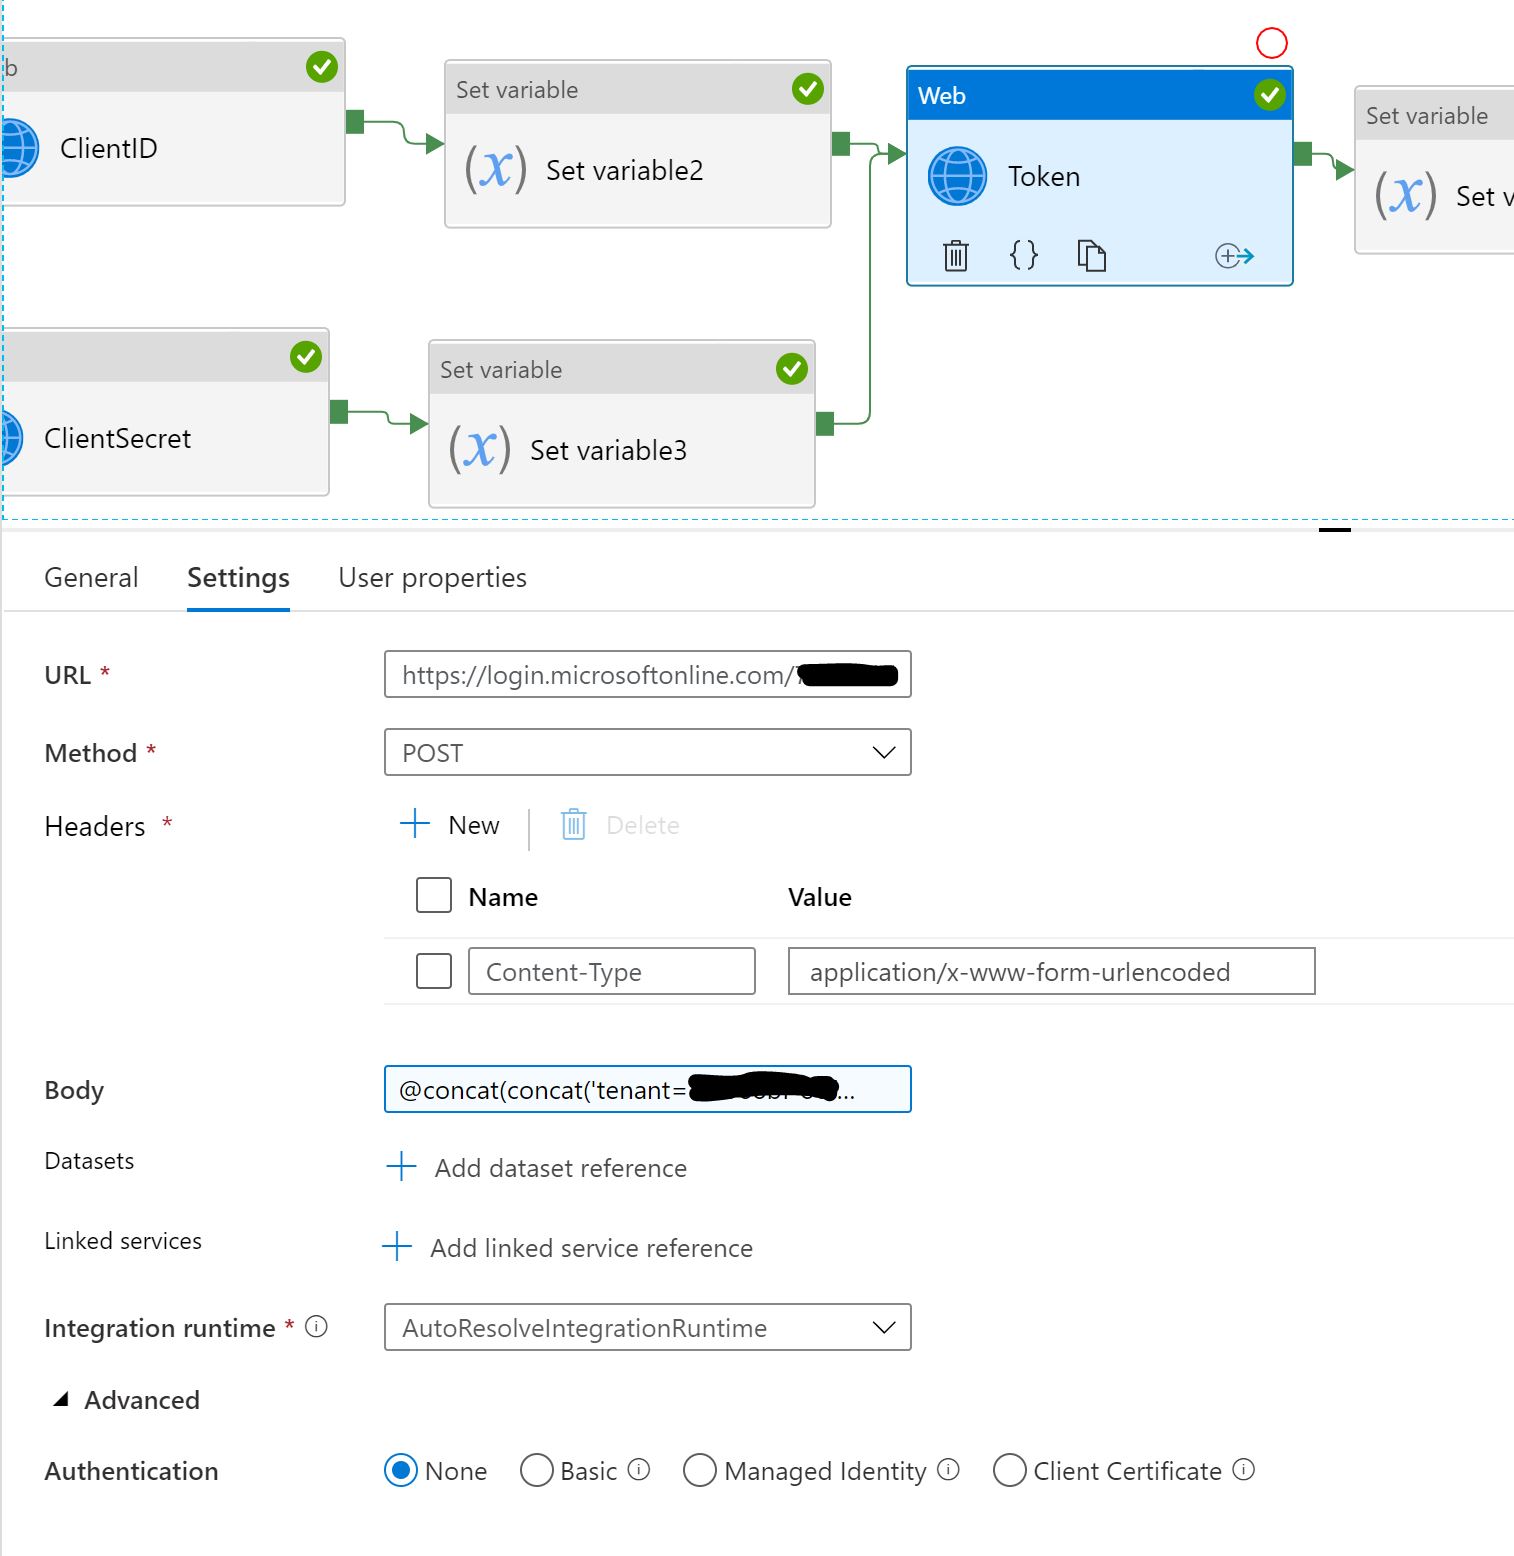 b
Set variable
Web
Set variable
ClientID
(x) Set variable2
Token
(x) Set v
{}
Set variable
ClientSecret
(x) Set variable3
General Settings User properties
URL * https://login.microsoftonline.com/
Method * POST
Headers * New Delete
Name Value
Content-Type application/x-www-form-urlencoded
Body @concat(concat('tenant= ...
Datasets Add dataset reference
Linked services Add linked service reference
Integration runtime * AutoResolveIntegrationRuntime
Advanced
Authentication None Basic Managed Identity Client Certificate